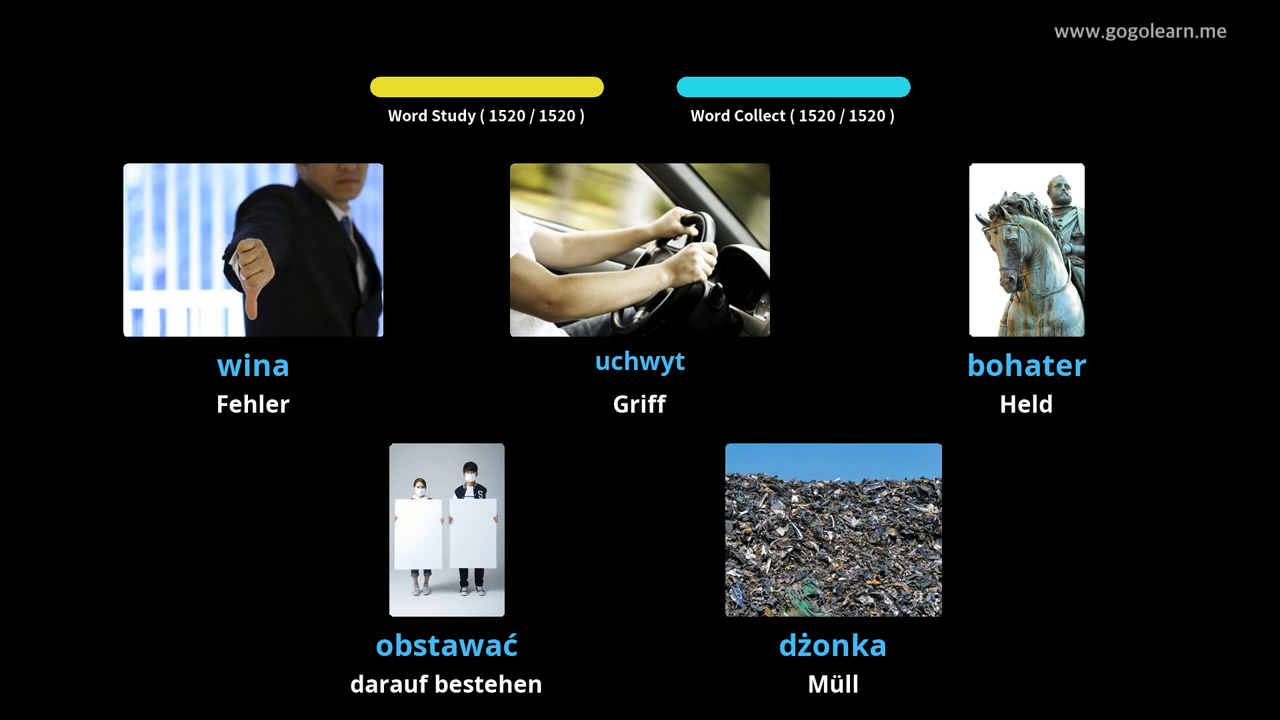 www.gogolearn.me
Word Study ( 1520 / 1520 )
Word Collect ( 1520 / 1520 )
wina
Fehler
uchwyt
Griff
bohater
Held
obstawać
darauf bestehen
dżonka
Müll